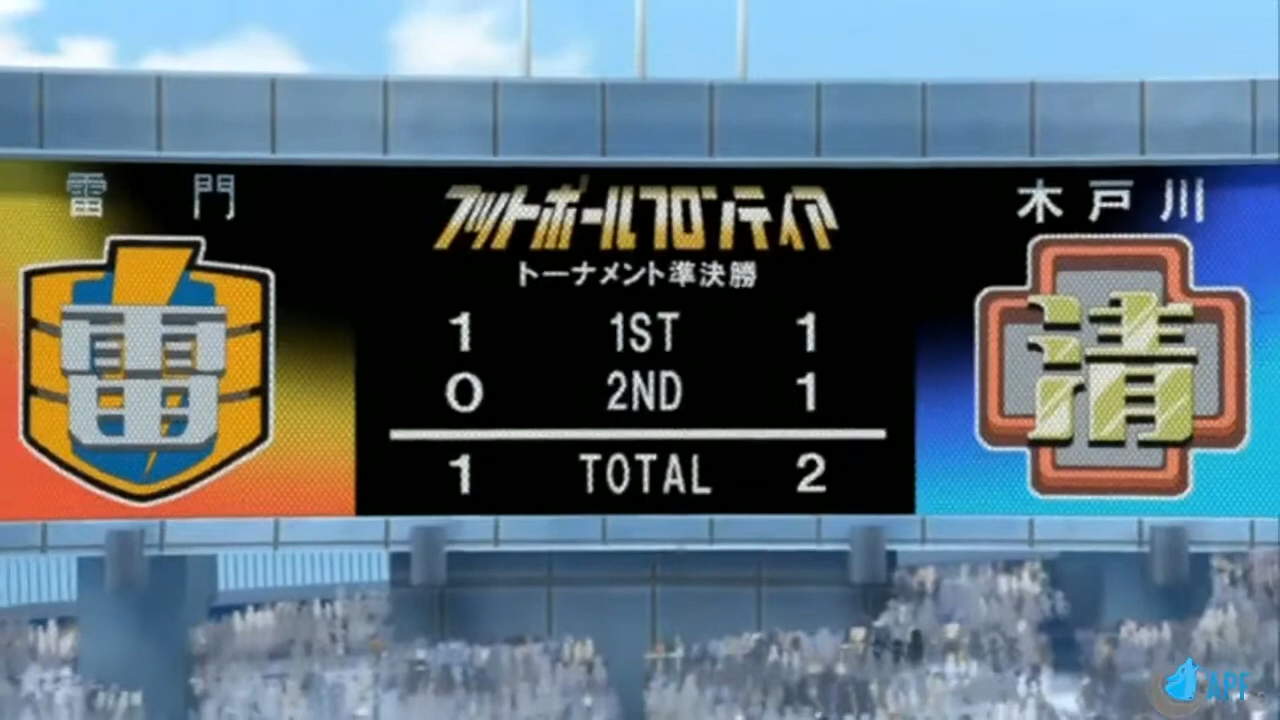 雷門
フットボールフロンティア
木戸川
トーナメント準決勝
雷
清
1 1ST 1
0 2ND 1
1 TOTAL 2
APF